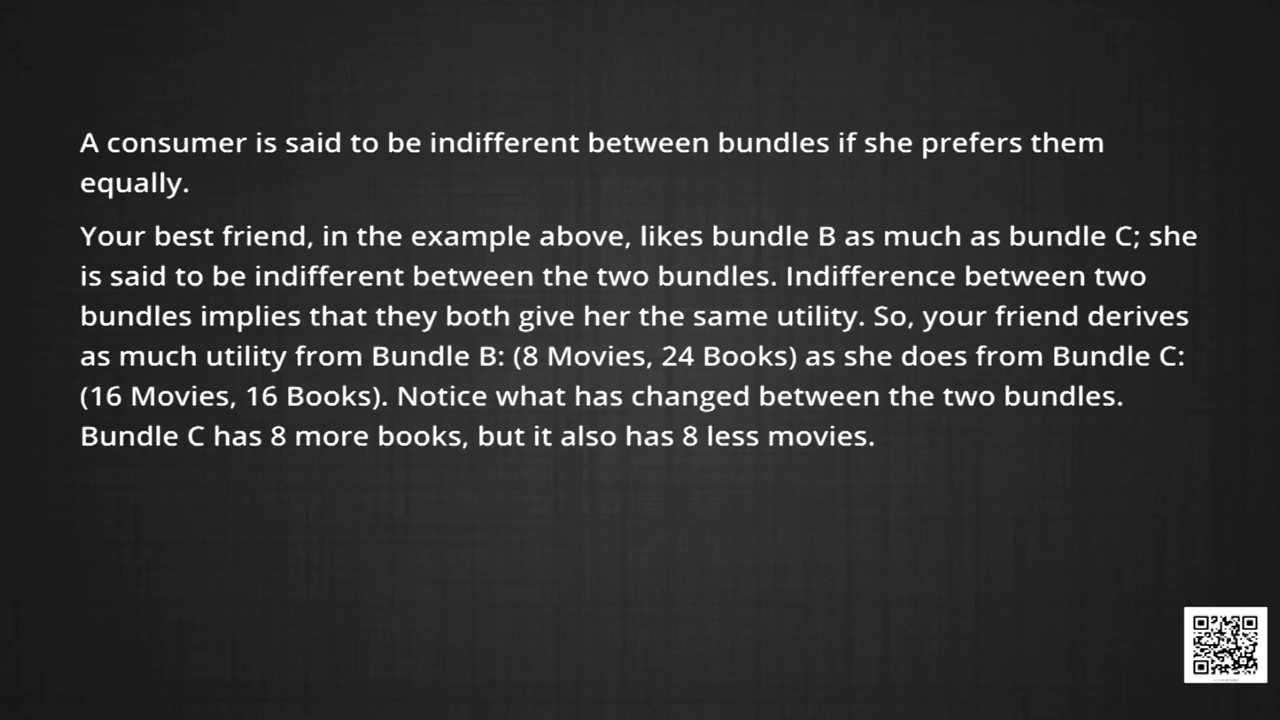 A consumer is said to be indifferent between bundles if she prefers them
equally.
Your best friend, in the example above, likes bundle B as much as bundle C; she
is said to be indifferent between the two bundles. Indifference between two
bundles implies that they both give her the same utility. So, your friend derives
as much utility from Bundle B: (8 Movies, 24 Books) as she does from Bundle C:
(16 Movies, 16 Books). Notice what has changed between the two bundles.
Bundle C has 8 more books, but it also has 8 less movies.